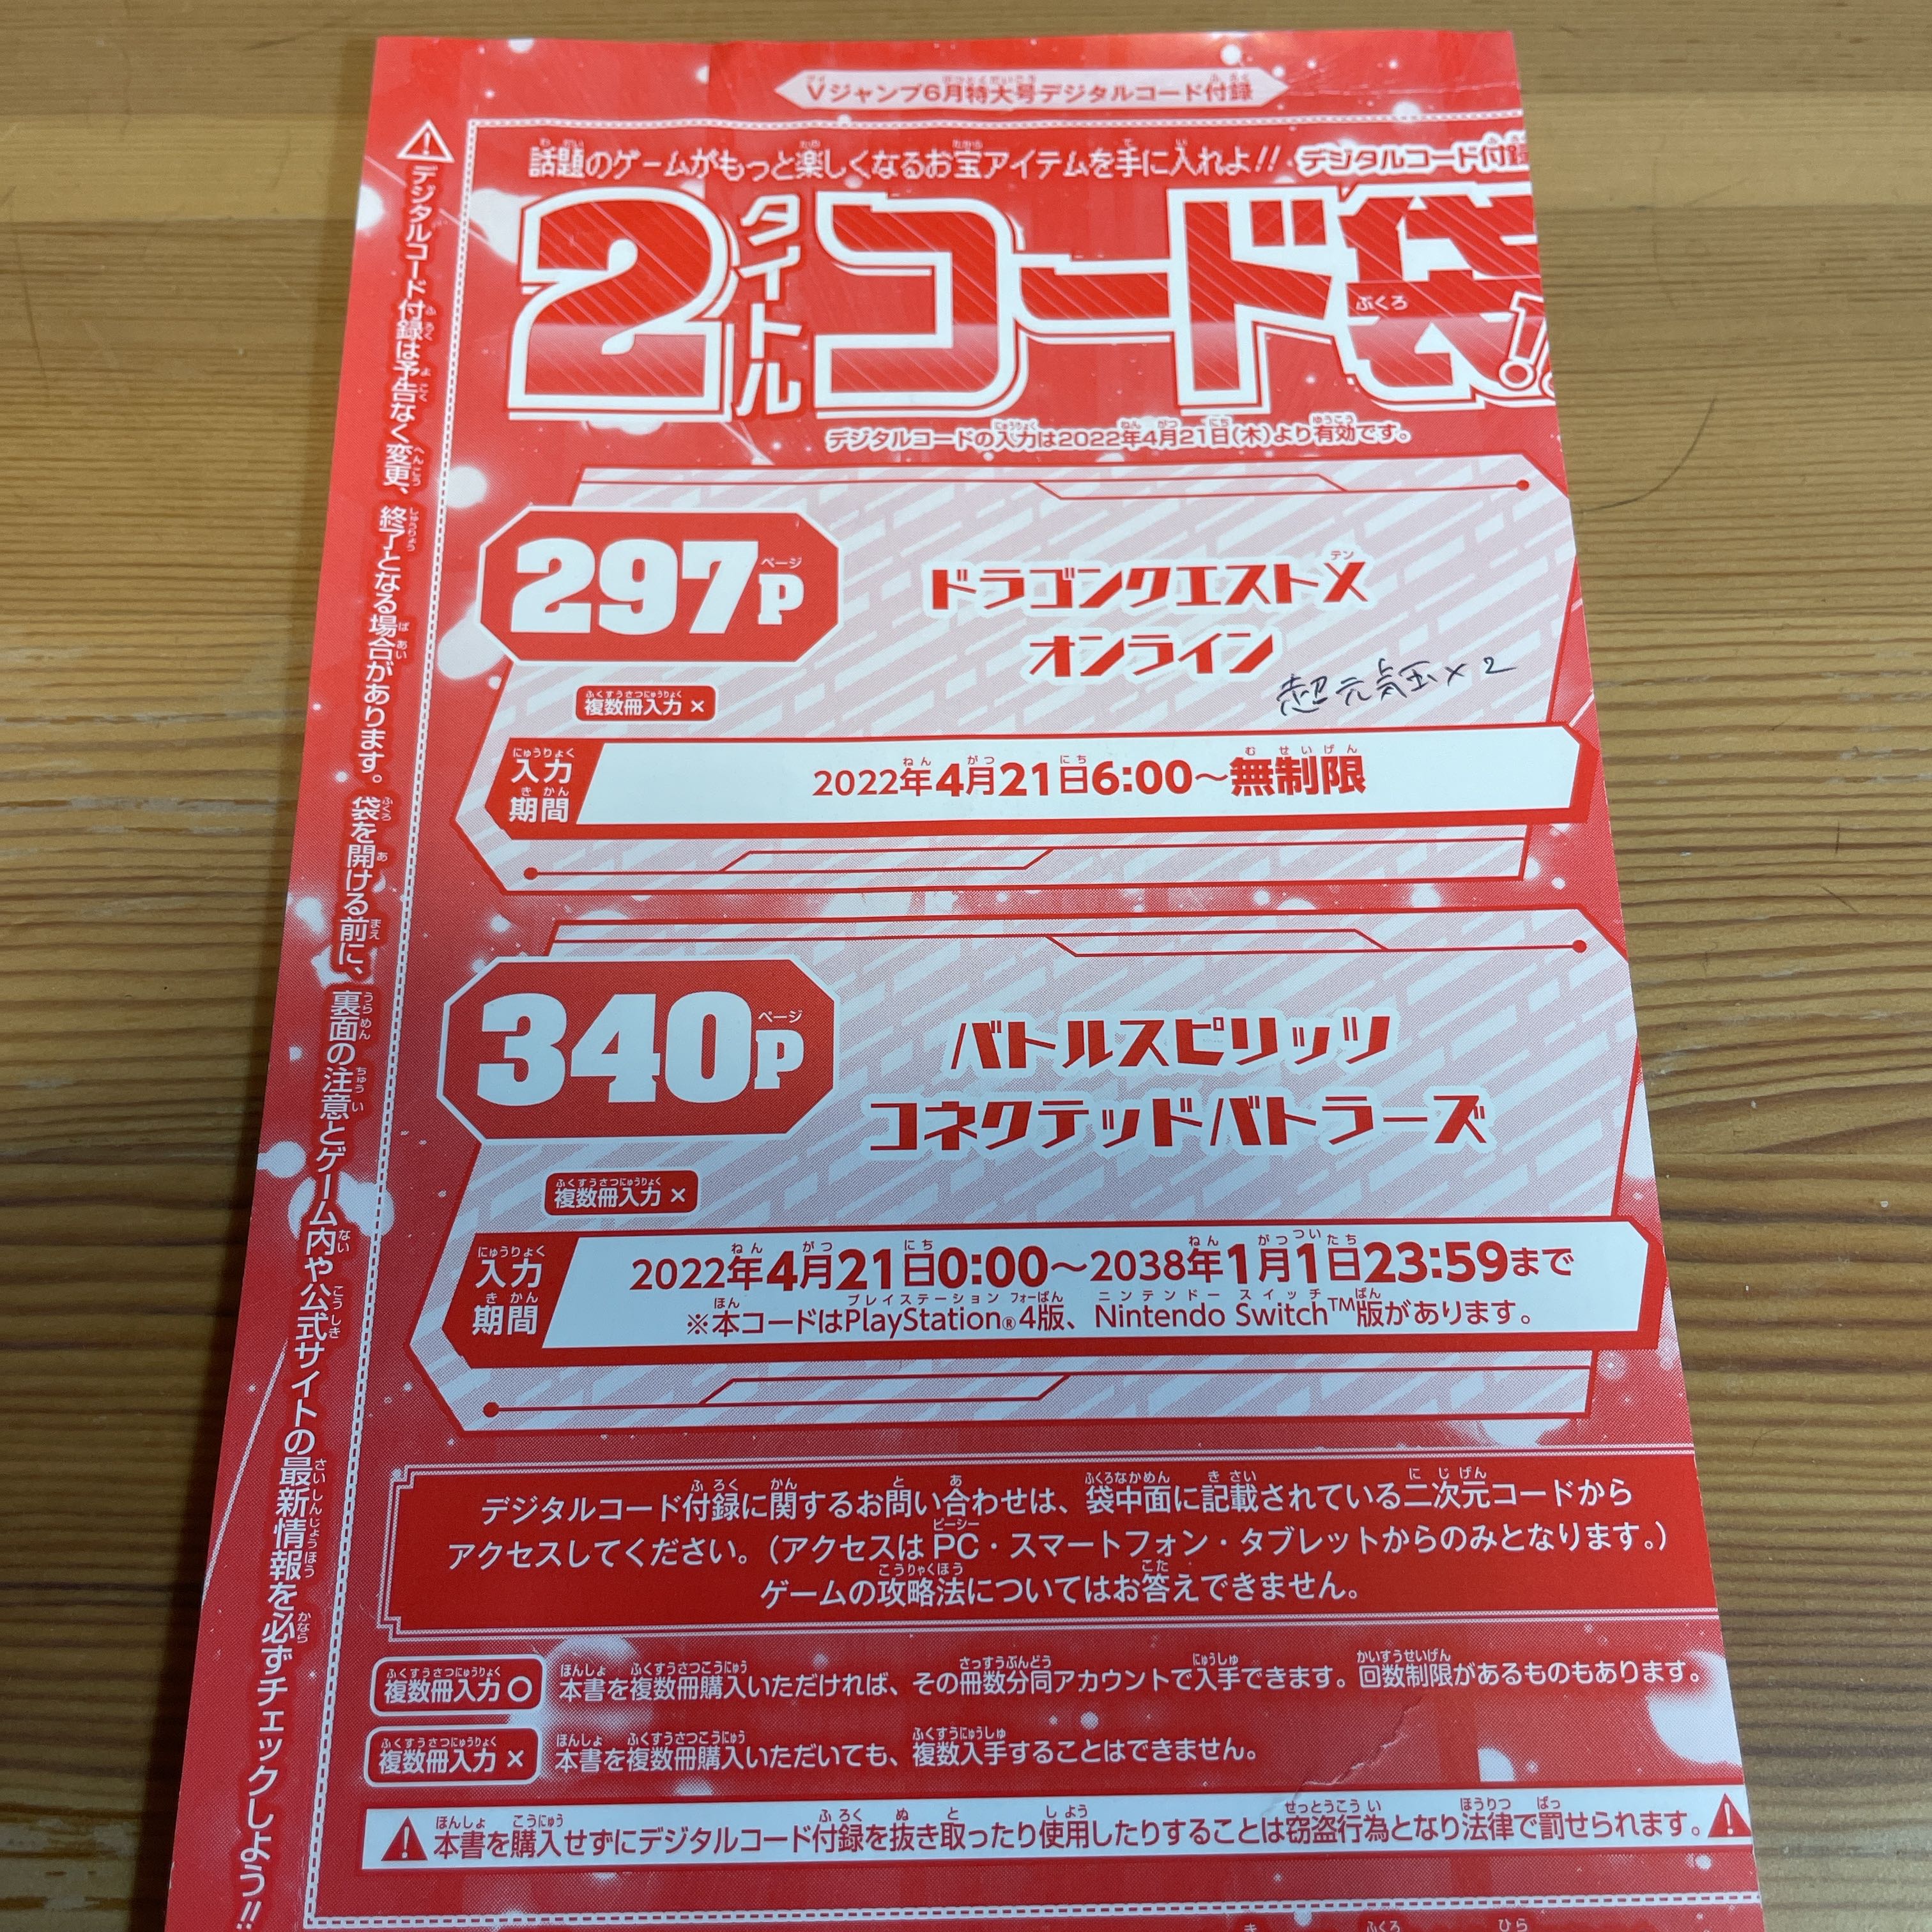 Vジャンプ6月特大号デジタルコード付録
話題のゲームがもっと楽しくなるお宝アイテムを手に入れよ!! デジタルコード付録
2タイトルコード袋!!
デジタルコードの入力は2022年4月21日(木)より有効です。
297P
ドラゴンクエストX
オンライン
超元気玉×2
複数冊入力 ×
入力期間
2022年4月21日6:00〜無制限
340P
バトルスピリッツ
コネクテッドバトラーズ
複数冊入力 ×
入力期間
2022年4月21日0:00〜2038年1月1日23:59まで
※本コードはPlayStation®4版、Nintendo Switch™版があります。
デジタルコード付録に関するお問い合わせは、袋中面に記載されている二次元コードから
アクセスしてください。(アクセスは PC・スマートフォン・タブレットからのみとなります。)
ゲームの攻略法についてはお答えできません。
複数冊入力 ○ 本書を複数冊購入いただければ、その冊数分同アカウントで入手できます。回数制限があるものもあります。
複数冊入力 × 本書を複数冊購入いただいても、複数入手することはできません。
本書を購入せずにデジタルコード付録を抜き取ったり使用したりすることは窃盗行為となり法律で罰せられます。
デジタルコード付録は予告なく変更、終了となる場合があります。袋を開ける前に、裏面の注意とゲーム内や公式サイトの最新情報を必ずチェックしよう!!